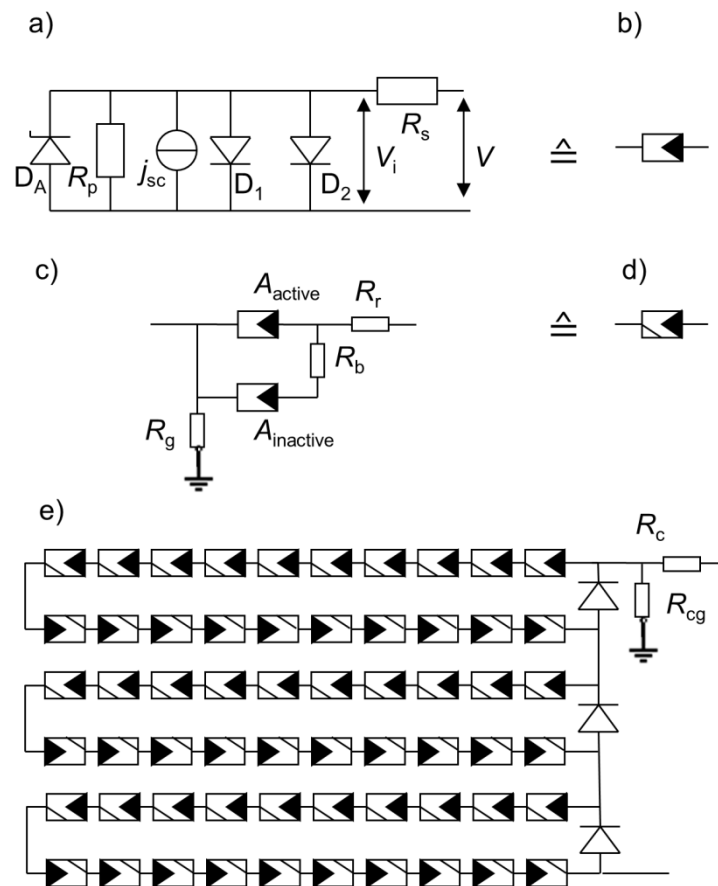 a)
b)
D_A
R_p
j_sc
D_1
D_2
V_i
R_s
V
≙
c)
d)
A_active
R_r
R_b
≙
R_g
A_inactive
e)
R_c
R_cg